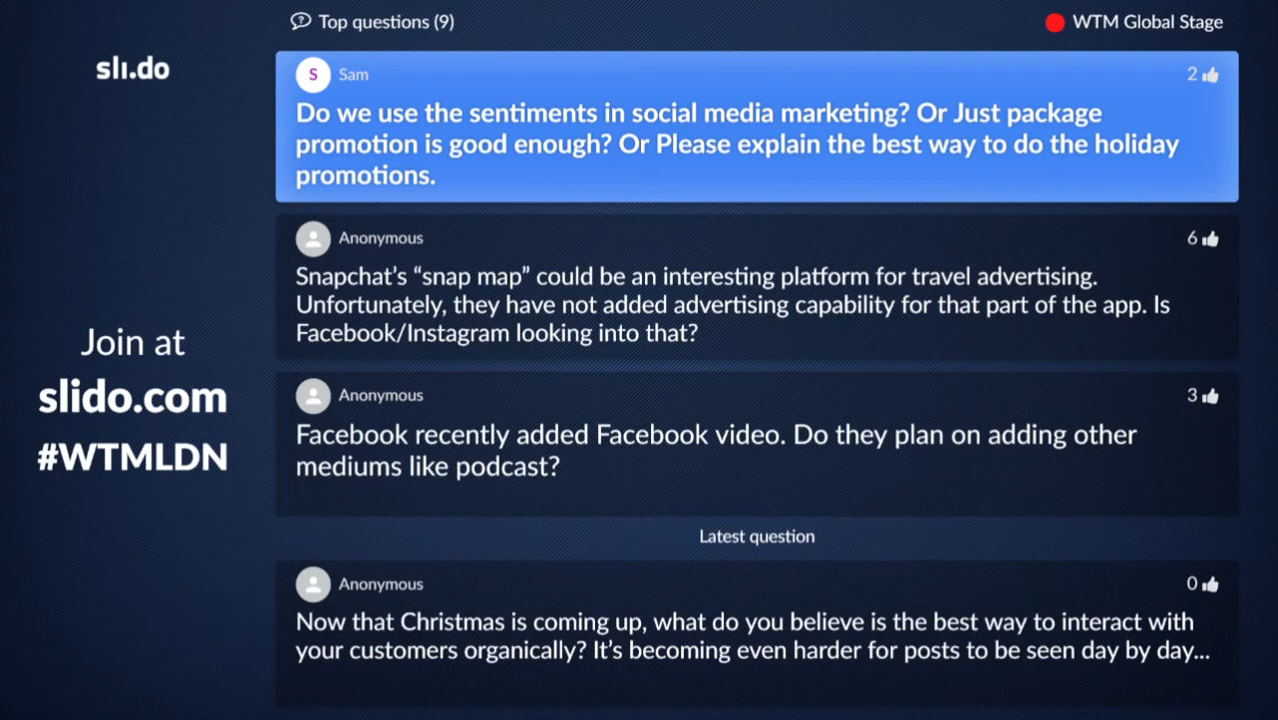 Top questions (9)
WTM Global Stage
sli.do
S Sam
2
Do we use the sentiments in social media marketing? Or Just package
promotion is good enough? Or Please explain the best way to do the holiday
promotions.
Anonymous
6
Snapchat's “snap map” could be an interesting platform for travel advertising.
Unfortunately, they have not added advertising capability for that part of the app. Is
Facebook/Instagram looking into that?
Join at
slido.com
#WTMLDN
Anonymous
3
Facebook recently added Facebook video. Do they plan on adding other
mediums like podcast?
Latest question
Anonymous
0
Now that Christmas is coming up, what do you believe is the best way to interact with
your customers organically? It's becoming even harder for posts to be seen day by day...